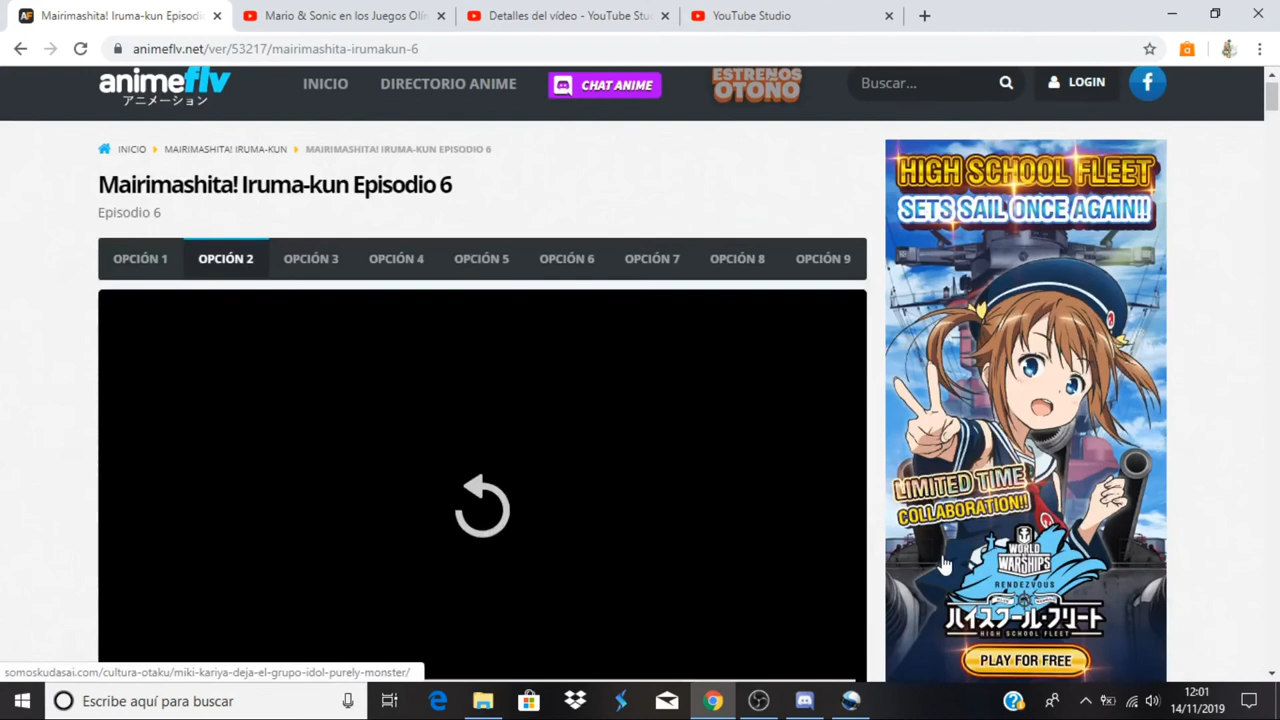 Mairimashita! Iruma-kun Episodi
Mario & Sonic en los Juegos Olí
Detalles del vídeo - YouTube Stu
YouTube Studio
animeflv.net/ver/53217/mairimashita-irumakun-6
animeflv
アニメーション
INICIO
DIRECTORIO ANIME
CHAT ANIME
ESTRENOS
OTOÑO
Buscar...
LOGIN
INICIO MAIRIMASHITA! IRUMA-KUN MAIRIMASHITA! IRUMA-KUN EPISODIO 6
Mairimashita! Iruma-kun Episodio 6
Episodio 6
OPCIÓN 1 OPCIÓN 2 OPCIÓN 3 OPCIÓN 4 OPCIÓN 5 OPCIÓN 6 OPCIÓN 7 OPCIÓN 8 OPCIÓN 9
HIGH SCHOOL FLEET
SETS SAIL ONCE AGAIN!!
LIMITED TIME
COLLABORATION!!
WORLD
OF
WARSHIPS
RENDEZVOUS
ハイスクール・フリート
HIGH SCHOOL FLEET
PLAY FOR FREE
somoskudasai.com/cultura-otaku/miki-kariya-deja-el-grupo-idol-purely-monster/
Escribe aquí para buscar
12:01
14/11/2019